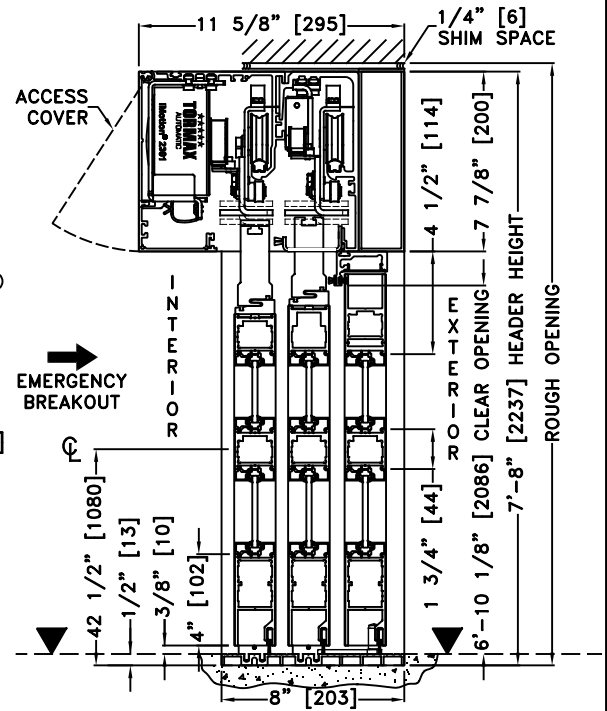 11 5/8" [295]
1/4" [6]
SHIM SPACE
ACCESS
COVER
★★★★★
TORMAX
AUTOMATIC
iMotion® 2301
4 1/2" [114]
7 7/8" [200]
INTERIOR
EXTERIOR
EMERGENCY
BREAKOUT
℄
42 1/2" [1080]
1/2" [13]
3/8" [10]
4" [102]
1 3/4" [44]
6'-10 1/8" [2086] CLEAR OPENING
7'-8" [2237] HEADER HEIGHT
ROUGH OPENING
8" [203]